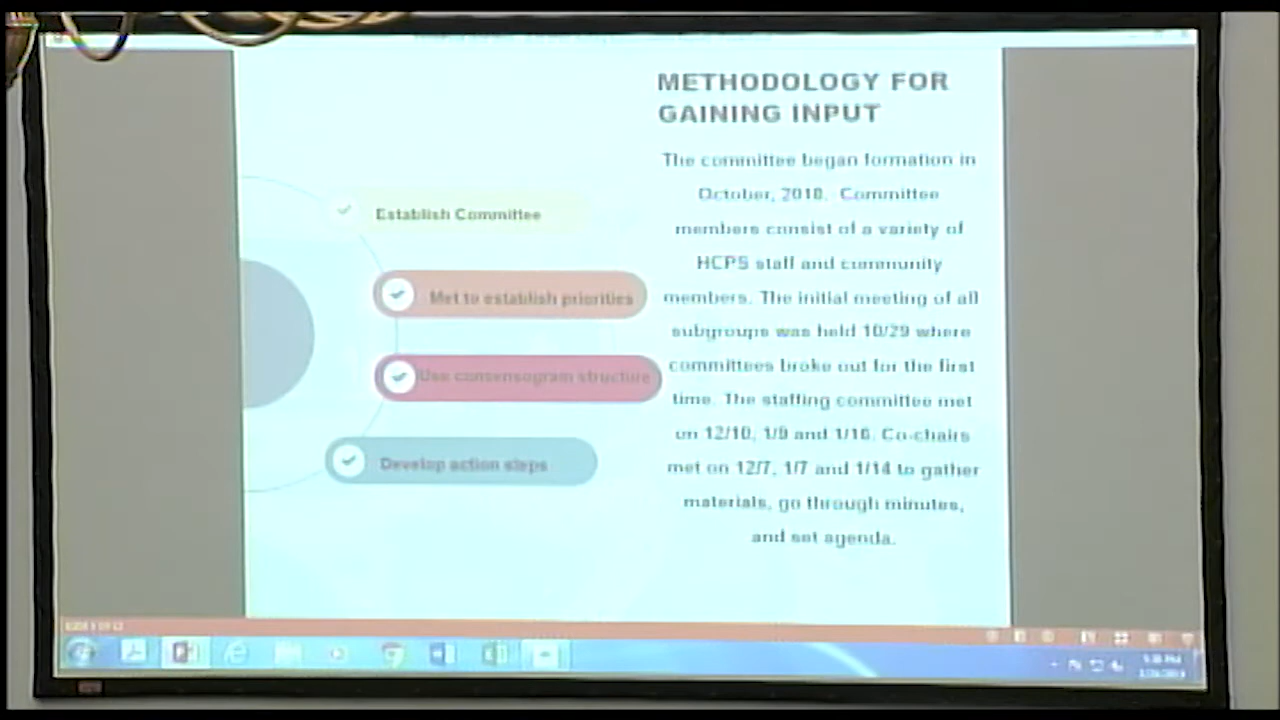 METHODOLOGY FOR
GAINING INPUT
The committee began formation in
October, 2018. Committee
members consist of a variety of
HCPS staff and community
members. The initial meeting of all
subgroups was held 10/29 where
committees broke out for the first
time. The staffing committee met
on 12/10, 1/9 and 1/16. Co-chairs
met on 12/7, 1/7 and 1/14 to gather
materials, go through minutes,
and set agenda.
Establish Committee
Met to establish priorities
Use consensogram structure
Develop action steps